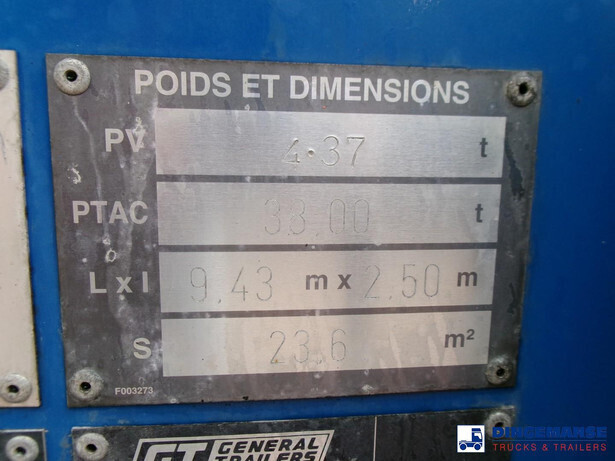 POIDS ET DIMENSIONS
PV 4.37 t
PTAC 33.00 t
L x l 9.43 m x 2.50 m
S 23.6 m²
F003273
GT GENERAL TRAILERS
DINGEMANSE
TRUCKS & TRAILERS